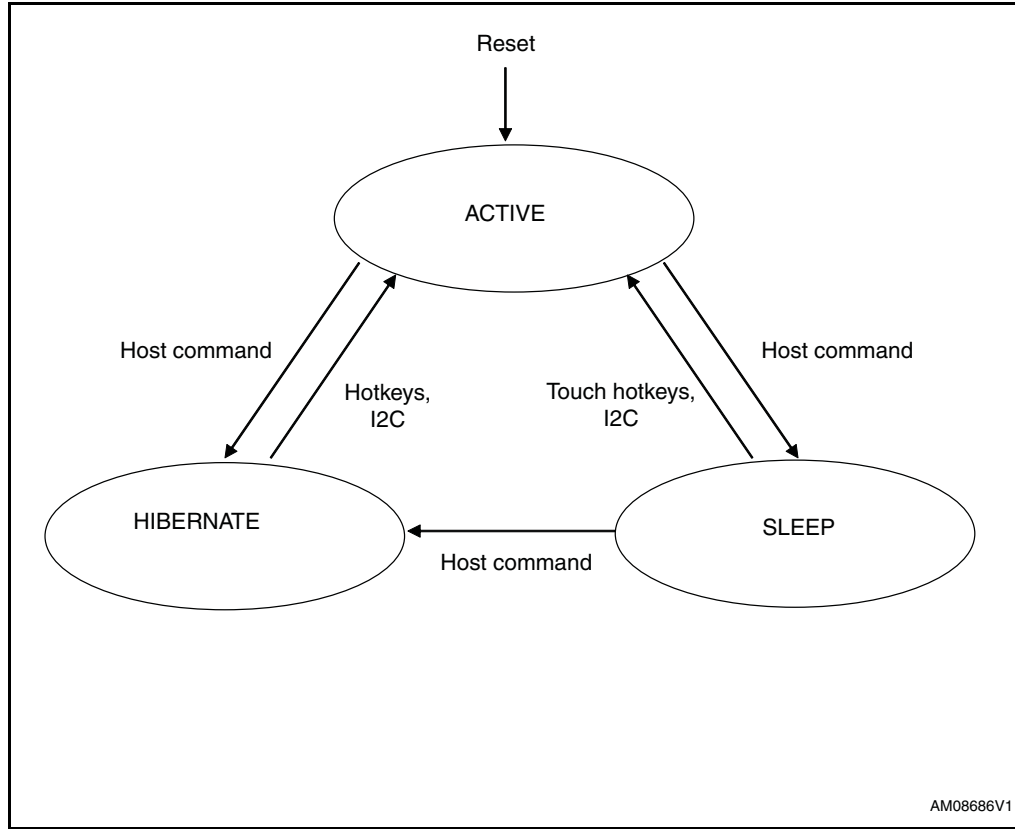 Reset
ACTIVE
Host command
Host command
Hotkeys,
I2C
Touch hotkeys,
I2C
HIBERNATE
SLEEP
Host command
AM08686V1